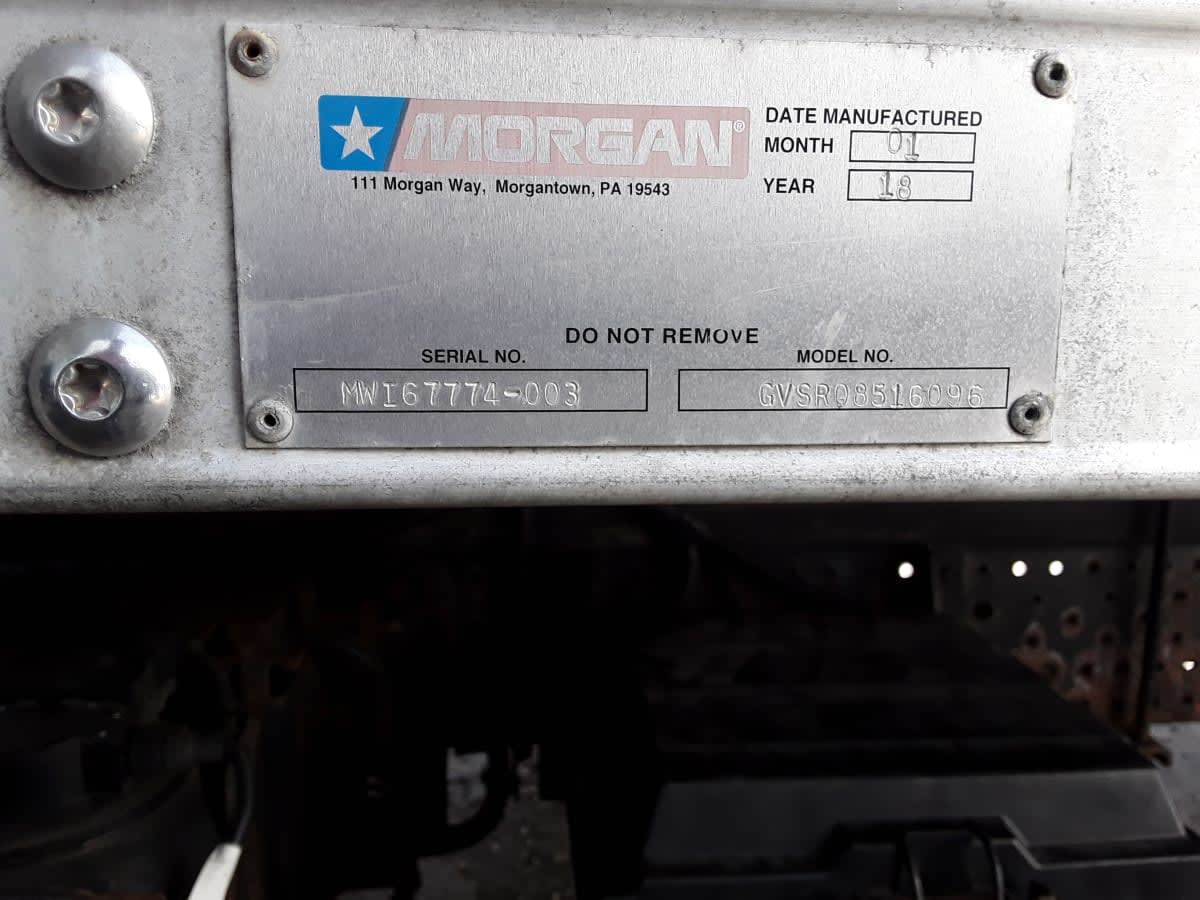 MORGAN®
111 Morgan Way, Morgantown, PA 19543
DATE MANUFACTURED
MONTH 01
YEAR 18
DO NOT REMOVE
SERIAL NO.
MWI67774-003
MODEL NO.
GVSR08516096